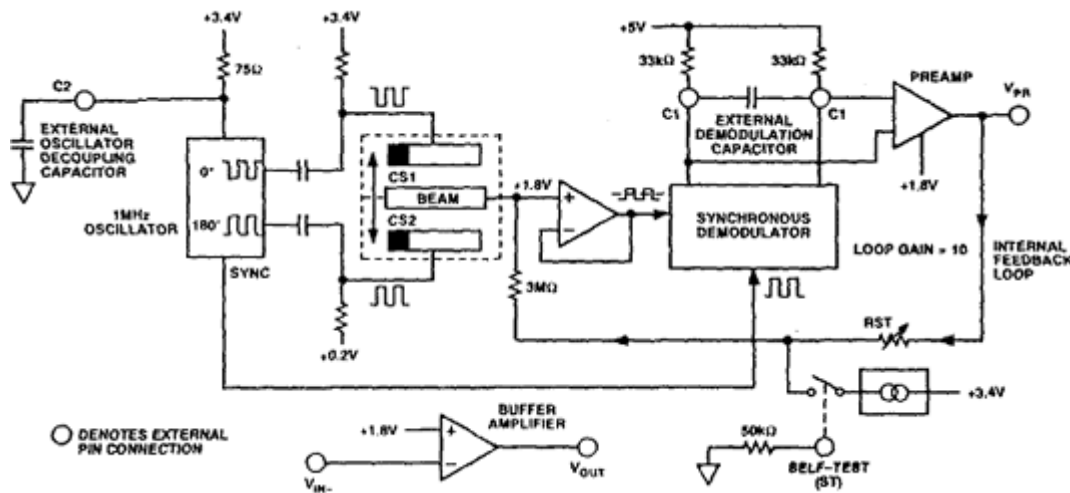 +3.4V
+3.4V
+5V
75Ω
33kΩ
33kΩ
PREAMP
V_PR
C2
C1
C1
EXTERNAL
OSCILLATOR
DECOUPLING
CAPACITOR
EXTERNAL
DEMODULATION
CAPACITOR
0°
CS1
+1.8V
+1.8V
BEAM
1MHz
OSCILLATOR
180°
CS2
SYNCHRONOUS
DEMODULATOR
LOOP GAIN = 10
INTERNAL
FEEDBACK
LOOP
SYNC
3MΩ
RST
+0.2V
+3.4V
DENOTES EXTERNAL
PIN CONNECTION
BUFFER
AMPLIFIER
+1.8V
50kΩ
V_IN-
V_OUT
SELF-TEST
(ST)